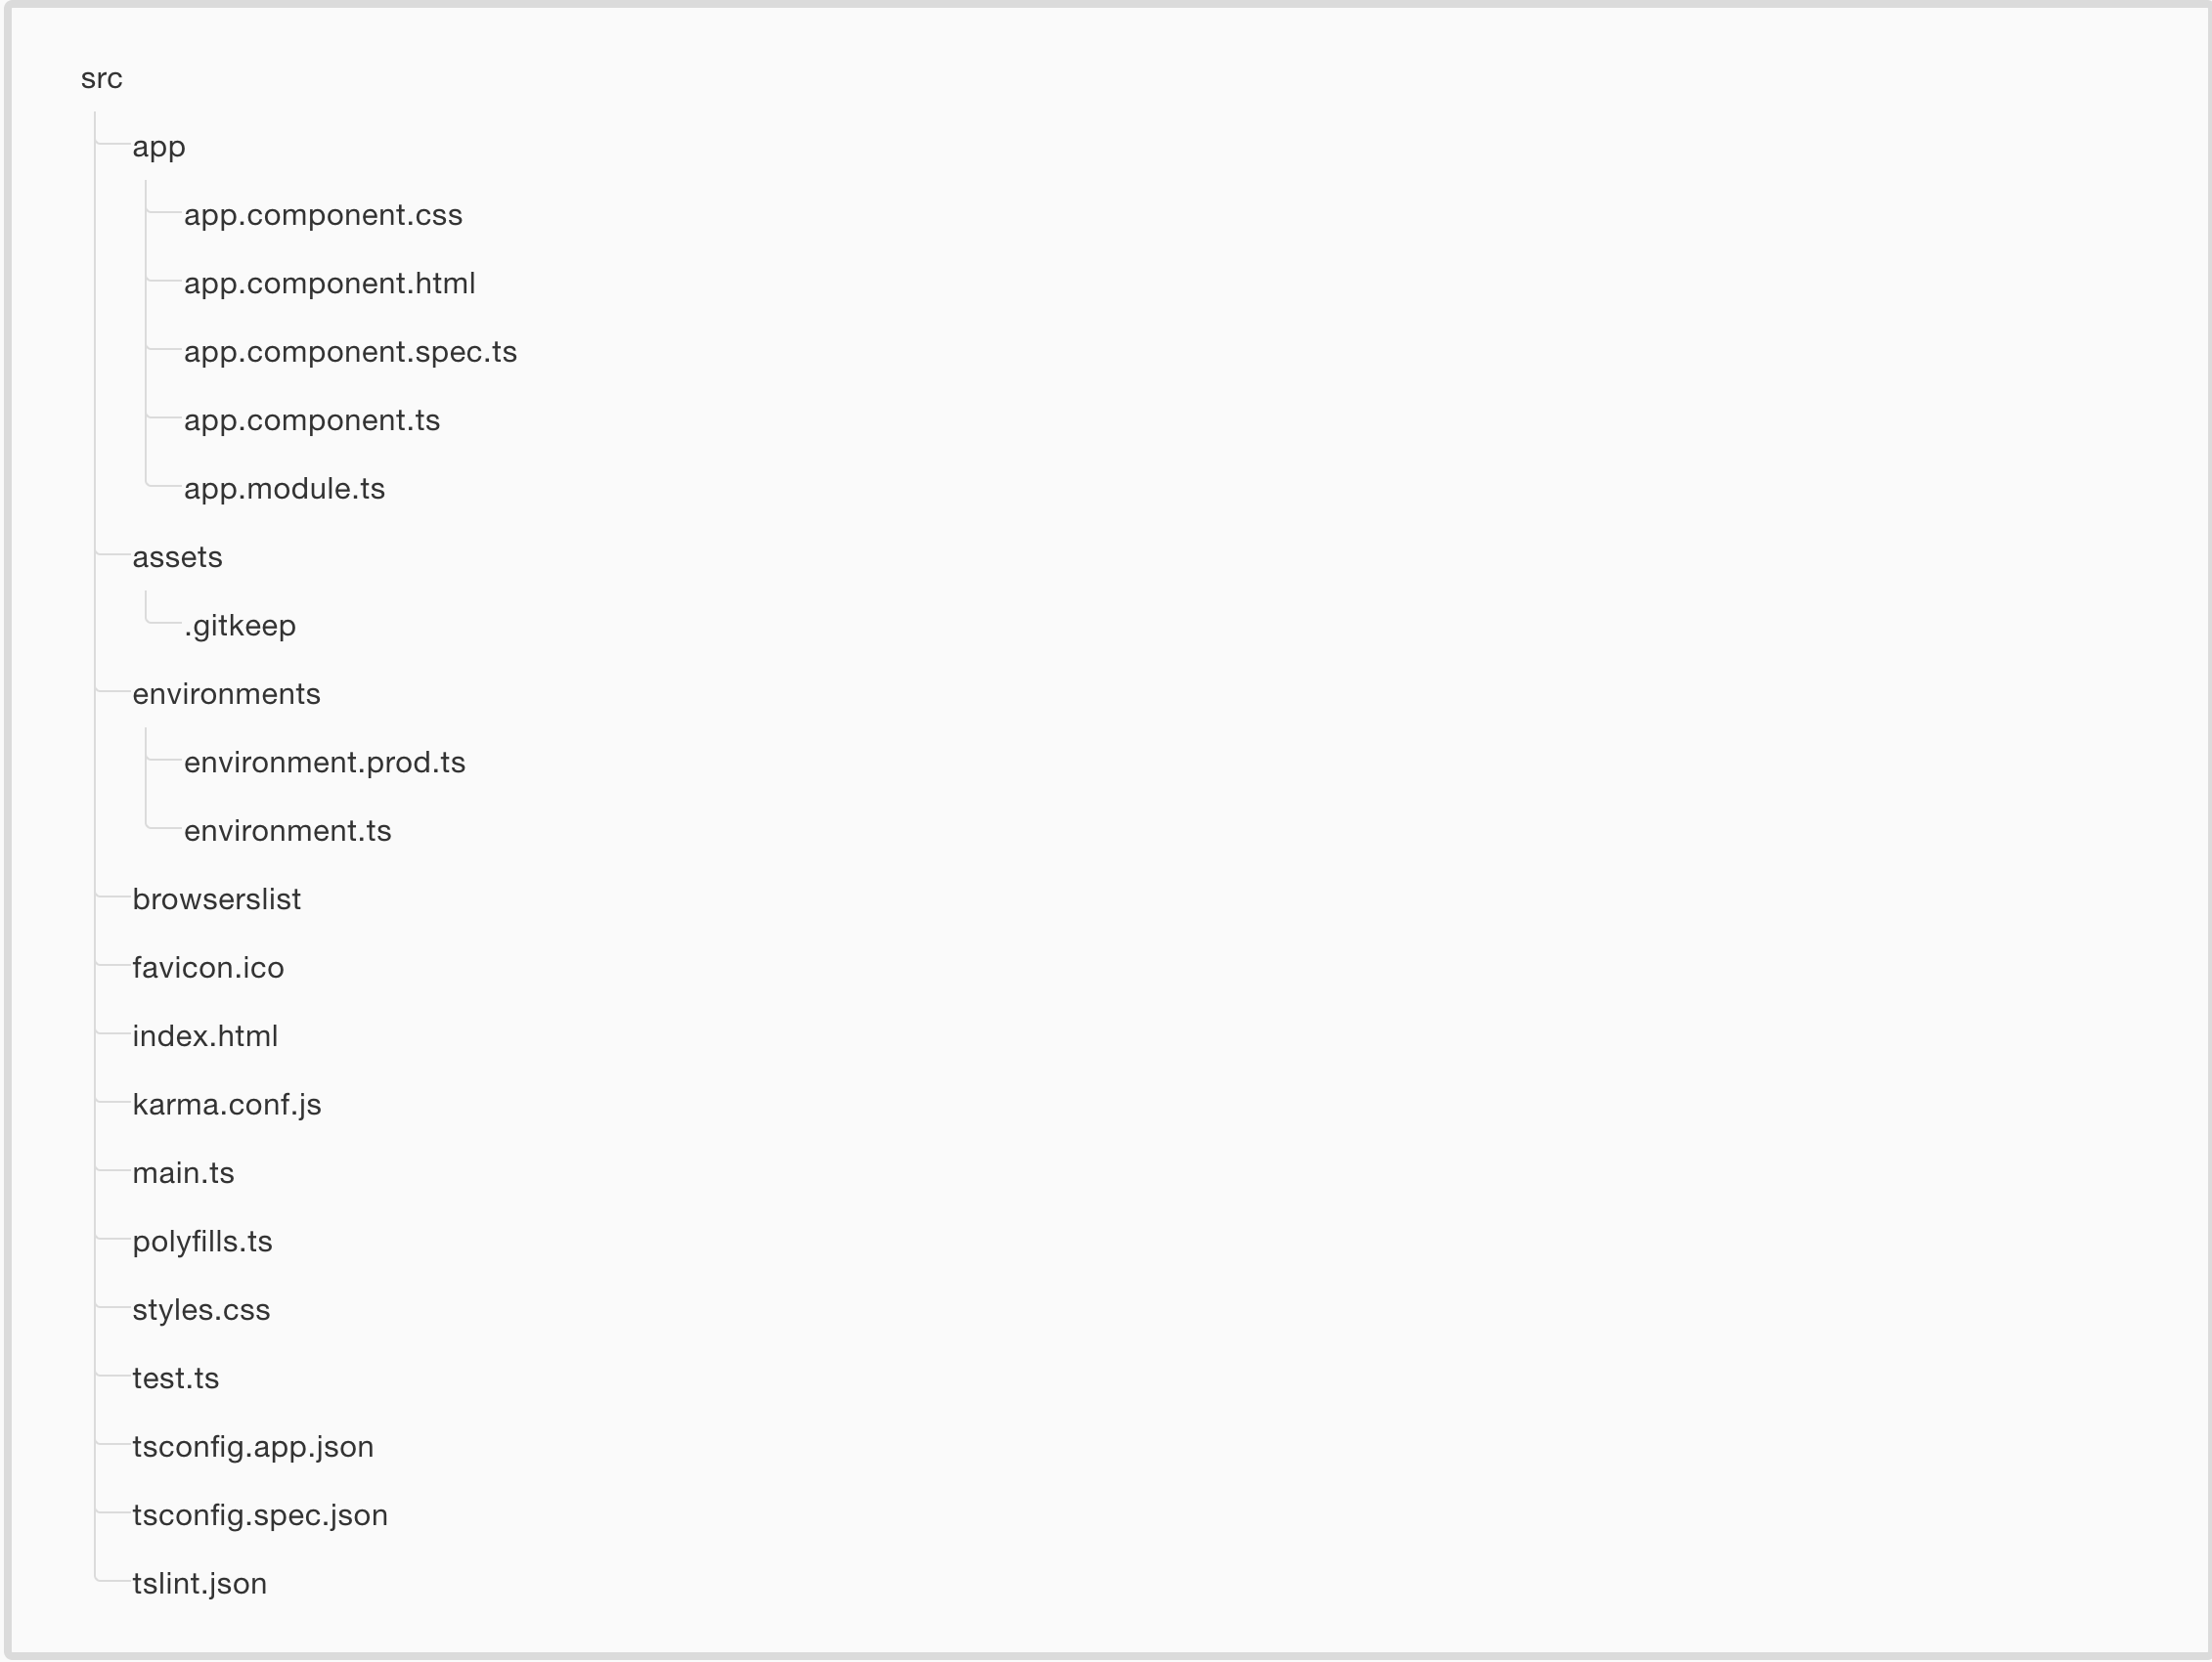 src
app
app.component.css
app.component.html
app.component.spec.ts
app.component.ts
app.module.ts
assets
.gitkeep
environments
environment.prod.ts
environment.ts
browserslist
favicon.ico
index.html
karma.conf.js
main.ts
polyfills.ts
styles.css
test.ts
tsconfig.app.json
tsconfig.spec.json
tslint.json